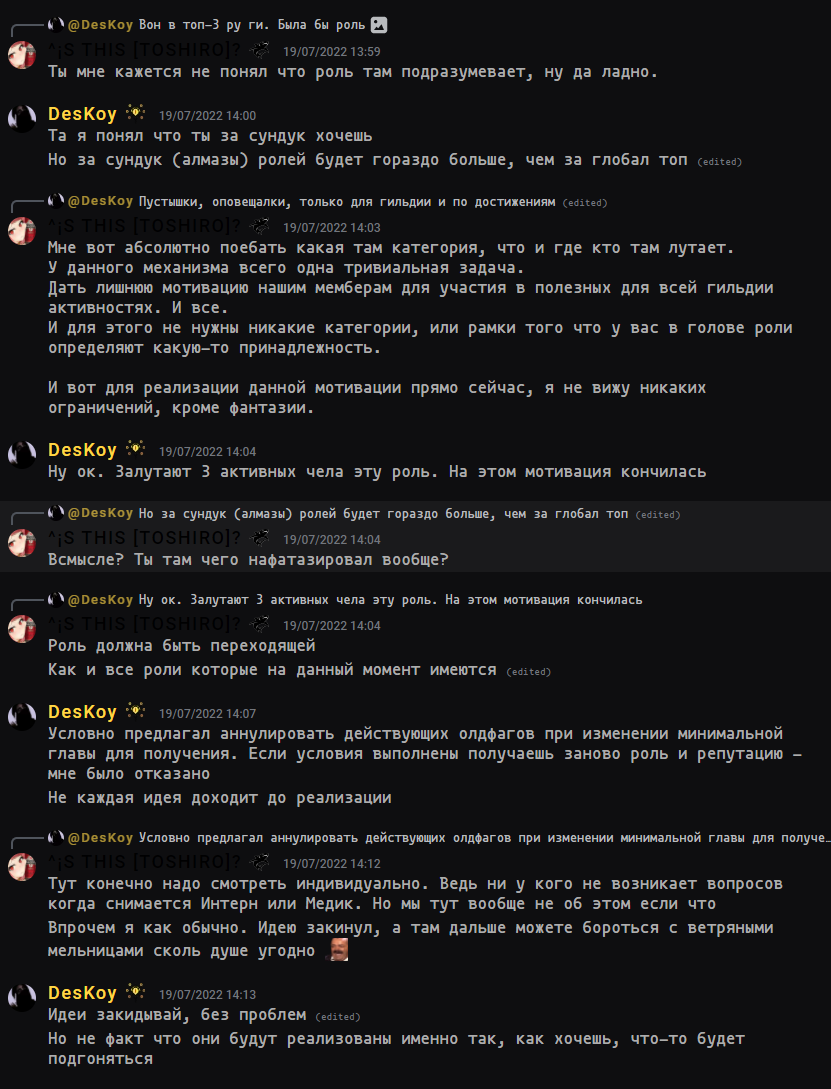 @DesKoy Вон в топ-3 ру ги. Была бы роль
^¡S THIS [TOSHIRO]? 19/07/2022 13:59
Ты мне кажется не понял что роль там подразумевает, ну да ладно.
DesKoy 19/07/2022 14:00
Та я понял что ты за сундук хочешь
Но за сундук (алмазы) ролей будет гораздо больше, чем за глобал топ (edited)
@DesKoy Пустышки, оповещалки, только для гильдии и по достижениям (edited)
^¡S THIS [TOSHIRO]? 19/07/2022 14:03
Мне вот абсолютно поебать какая там категория, что и где кто там лутает.
У данного механизма всего одна тривиальная задача.
Дать лишнюю мотивацию нашим мемберам для участия в полезных для всей гильдии
активностях. И все.
И для этого не нужны никакие категории, или рамки того что у вас в голове роли
определяют какую-то принадлежность.
И вот для реализации данной мотивации прямо сейчас, я не вижу никаких
ограничений, кроме фантазии.
DesKoy 19/07/2022 14:04
Ну ок. Залутают 3 активных чела эту роль. На этом мотивация кончилась
@DesKoy Но за сундук (алмазы) ролей будет гораздо больше, чем за глобал топ (edited)
^¡S THIS [TOSHIRO]? 19/07/2022 14:04
Всмысле? Ты там чего нафатазировал вообще?
@DesKoy Ну ок. Залутают 3 активных чела эту роль. На этом мотивация кончилась
^¡S THIS [TOSHIRO]? 19/07/2022 14:04
Роль должна быть переходящей
Как и все роли которые на данный момент имеются (edited)
DesKoy 19/07/2022 14:07
Условно предлагал аннулировать действующих олдфагов при изменении минимальной
главы для получения. Если условия выполнены получаешь заново роль и репутацию -
мне было отказано
Не каждая идея доходит до реализации
@DesKoy Условно предлагал аннулировать действующих олдфагов при изменении минимальной главы для получе…
^¡S THIS [TOSHIRO]? 19/07/2022 14:12
Тут конечно надо смотреть индивидуально. Ведь ни у кого не возникает вопросов
когда снимается Интерн или Медик. Но мы тут вообще не об этом если что
Впрочем я как обычно. Идею закинул, а там дальше можете бороться с ветряными
мельницами сколь душе угодно
DesKoy 19/07/2022 14:13
Идеи закидывай, без проблем (edited)
Но не факт что они будут реализованы именно так, как хочешь, что-то будет
подгоняться